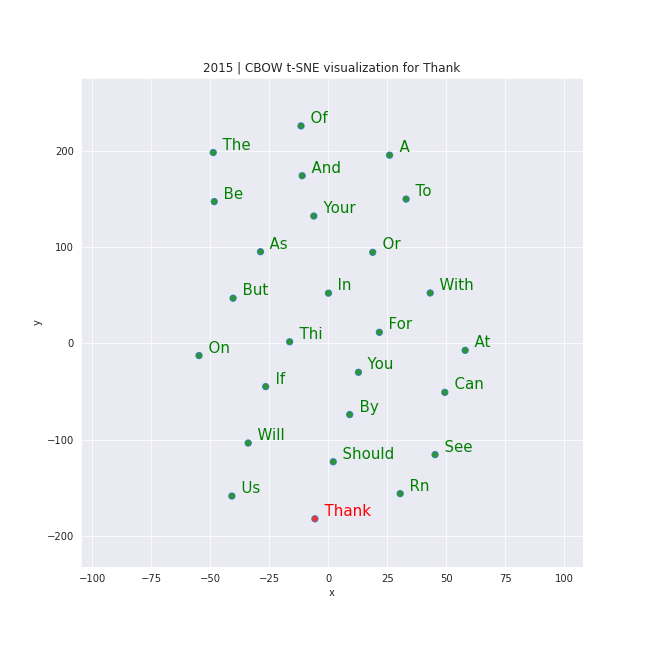 2015 | CBOW t-SNE visualization for Thank
Of
The
A
And
Be
To
Your
As
Or
But
In
With
Thi
For
On
At
You
If
Can
By
Will
Should
See
Us
Rn
Thank
200
100
0
−100
−200
y
−100
−75
−50
−25
0
25
50
75
100
x